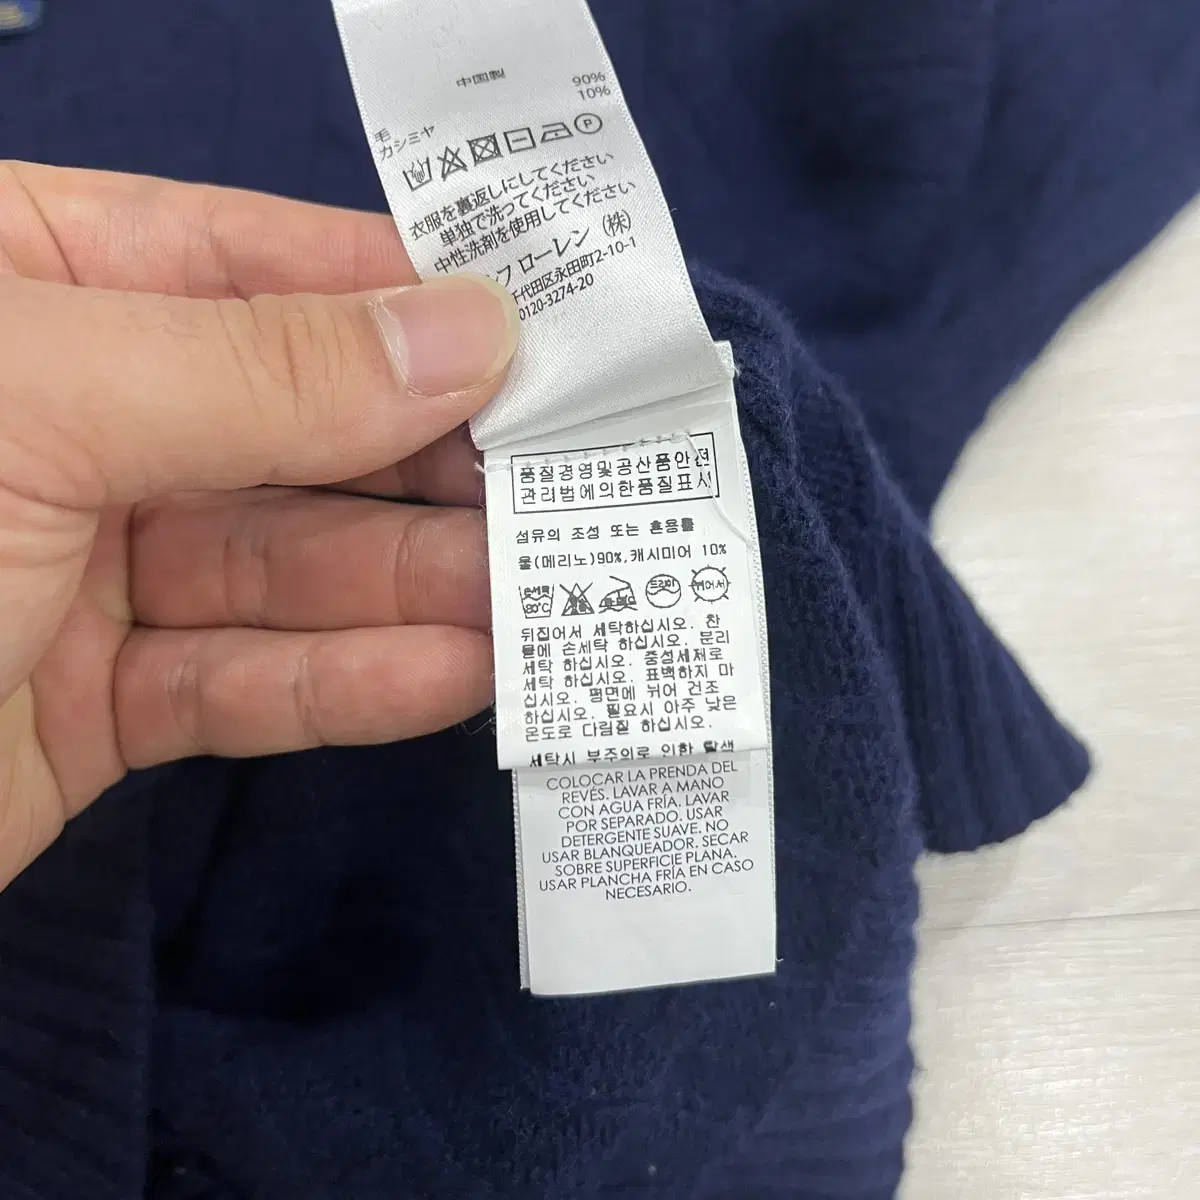 中国製
90%
10%
毛
カシミヤ
P
衣服を裏返しにしてください
単独で洗ってください
中性洗剤を使用してください
フ ローレン (株)
千代田区永田町2-10-1
0120-3274-20
품질경영및공산품안전
관리법에의한품질표시
섬유의 조성 또는 혼용률
울(메리노)90%,캐시미어 10%
손세탁
30℃
드라이
뉘어서
뒤집어서 세탁하십시오. 찬
물에 손세탁 하십시오. 분리
세탁 하십시오. 중성세제로
세탁 하십시오. 표백하지 마
십시오. 평면에 뉘어 건조
하십시오. 필요시 아주 낮은
온도로 다림질 하십시오.
세탁시 부주의로 인한 탈색
COLOCAR LA PRENDA DEL
REVÉS. LAVAR A MANO
CON AGUA FRÍA. LAVAR
POR SEPARADO. USAR
DETERGENTE SUAVE. NO
USAR BLANQUEADOR. SECAR
SOBRE SUPERFICIE PLANA.
USAR PLANCHA FRÍA EN CASO
NECESARIO.